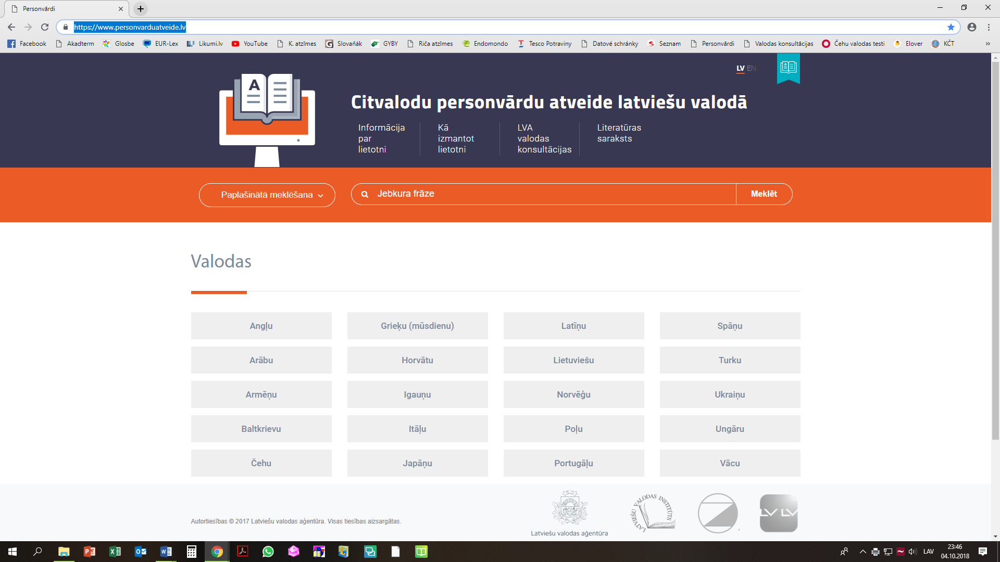 Personvārdi
https://www.personvarduatveide.lv
Facebook Akadterm Glosbe EUR-Lex Likumi.lv YouTube K. atzīmes Slovaňák GYBY Riča atzīmes Endomondo Tesco Potraviny Datové schránky Seznam Personvārdi Valodas konsultācijas Čehu valodas testi Elover KČT »
LV EN
A
Citvalodu personvārdu atveide latviešu valodā
Informācija par lietotni
Kā izmantot lietotni
LVA valodas konsultācijas
Literatūras saraksts
Paplašinātā meklēšana
Jebkura frāze
Meklēt
Valodas
Angļu Grieķu (mūsdienu) Latīņu Spāņu
Arābu Horvātu Lietuviešu Turku
Armēņu Igauņu Norvēģu Ukraiņu
Baltkrievu Itāļu Poļu Ungāru
Čehu Japāņu Portugāļu Vācu
Autortiesības © 2017 Latviešu valodas aģentūra. Visas tiesības aizsargātas.
Latviešu valodas aģentūra
LATVIEŠU VALODAS INSTITŪTS
LV LV
LAV
23:46
04.10.2018